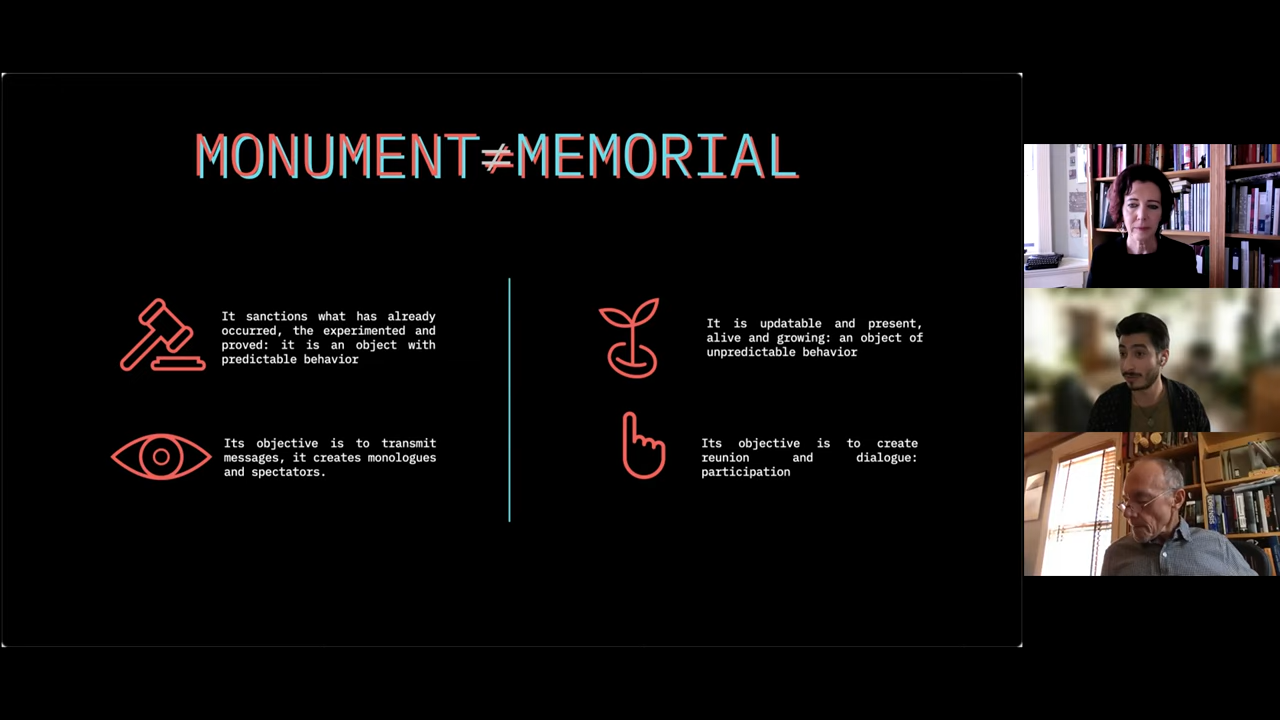 MONUMENT≠MEMORIAL
It sanctions what has already
occurred, the experimented and
proved: it is an object with
predictable behavior
Its objective is to transmit
messages, it creates monologues
and spectators.
It is updatable and present,
alive and growing: an object of
unpredictable behavior
Its objective is to create
reunion and dialogue:
participation